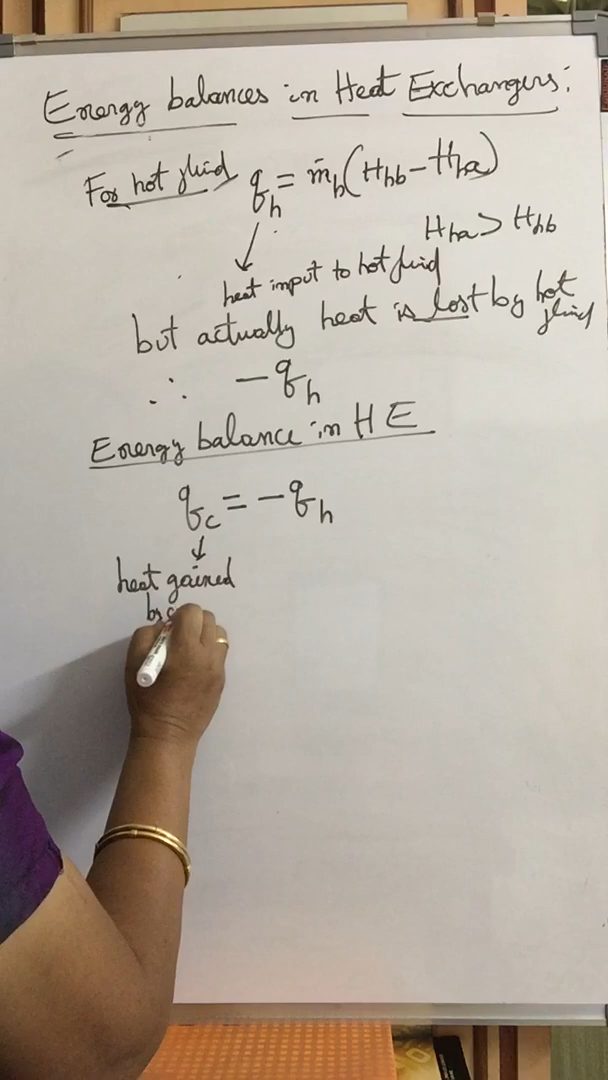 Energy balances in Heat Exchangers:
For hot fluid q_h = ṁ_h (H_hb − H_ha)
H_ha > H_hb
heat input to hot fluid
but actually heat is lost by hot fluid
∴ −q_h
Energy balance in HE
q_c = −q_h
heat gained
by c